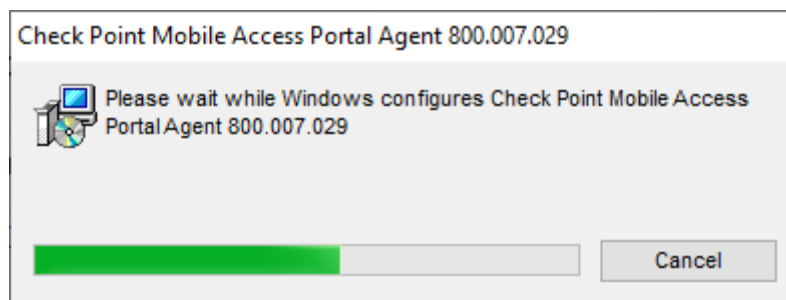 Check Point Mobile Access Portal Agent 800.007.029
Please wait while Windows configures Check Point Mobile Access
Portal Agent 800.007.029
Cancel